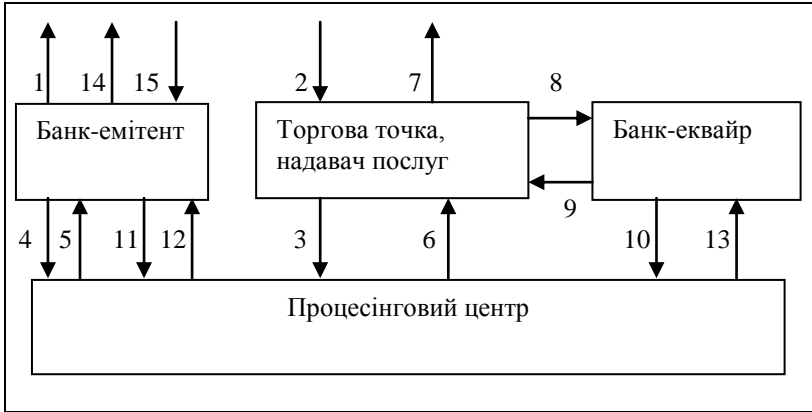 1 14 15 2 7 8
Банк-емітент
Торгова точка,
надавач послуг
Банк-еквайр
9
4 5 11 12 3 6 10 13
Процесінговий центр